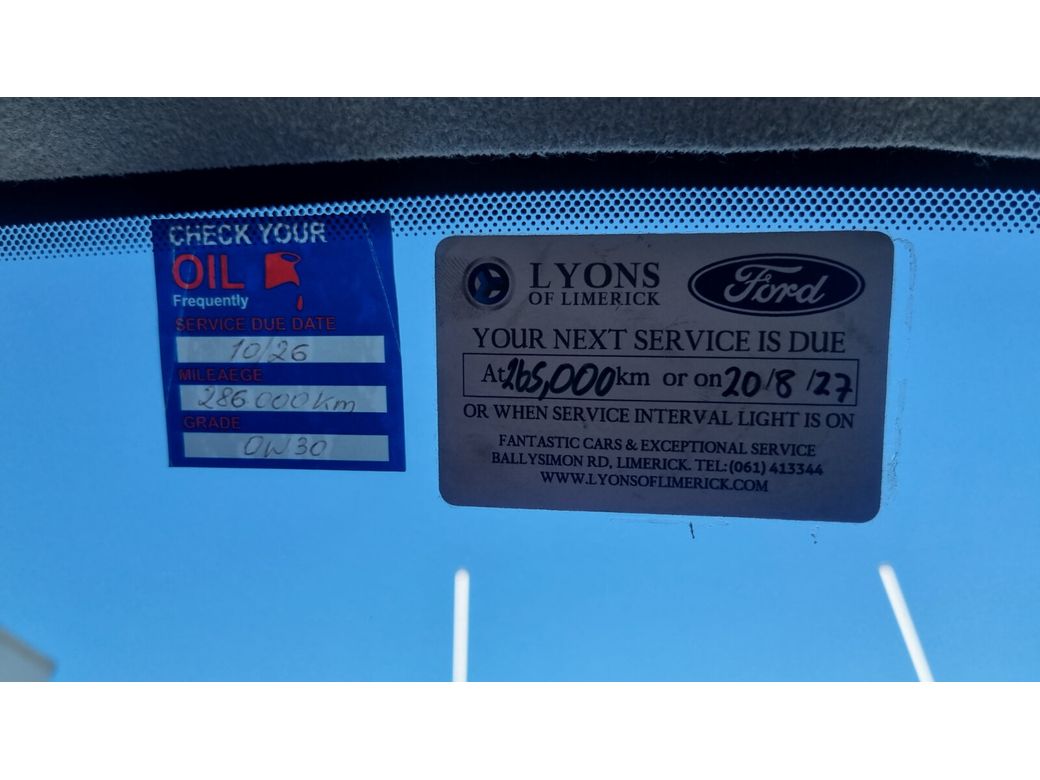 CHECK YOUR
OIL
Frequently
SERVICE DUE DATE
10/26
MILEAEGE
286.000Km
GRADE
0W30
LYONS
OF LIMERICK
Ford
YOUR NEXT SERVICE IS DUE
At 265,000 km or on 20/8/27
OR WHEN SERVICE INTERVAL LIGHT IS ON
FANTASTIC CARS & EXCEPTIONAL SERVICE
BALLYSIMON RD, LIMERICK. TEL: (061) 413344
WWW.LYONSOFLIMERICK.COM